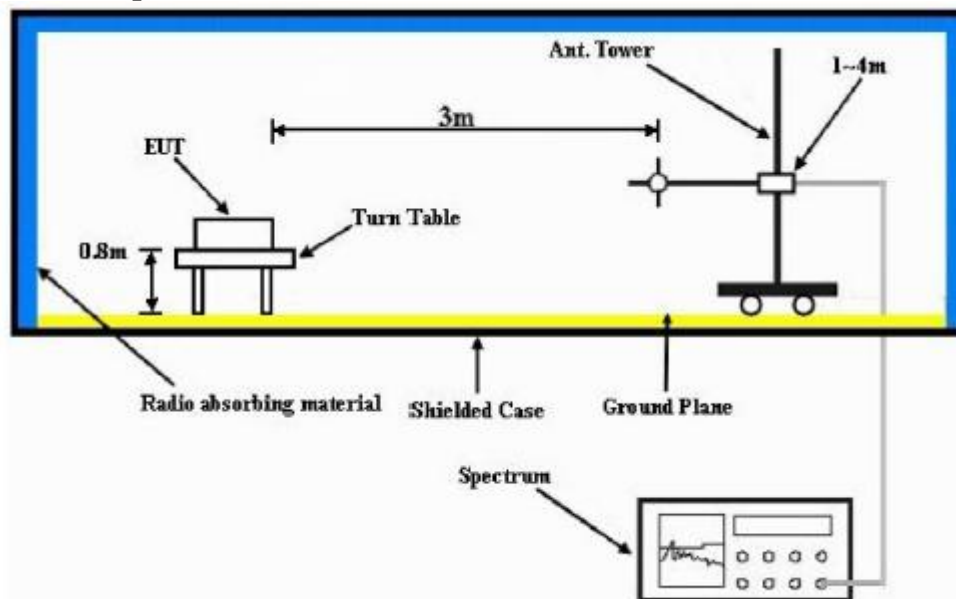 Ant. Tower
1~4m
3m
EUT
Turn Table
0.8m
Radio absorbing material
Shielded Case
Ground Plane
Spectrum